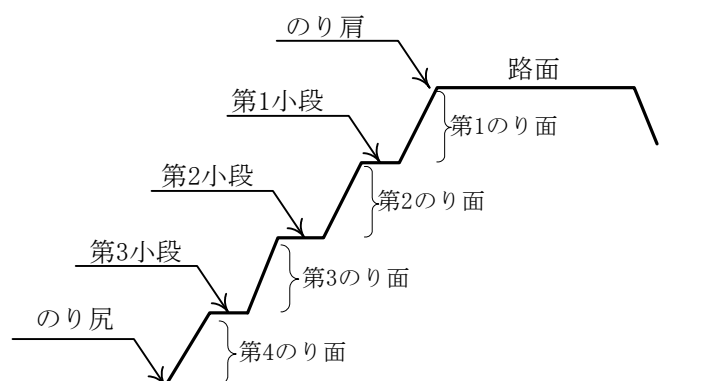 のり肩
路面
第1小段
第1のり面
第2小段
第2のり面
第3小段
第3のり面
のり尻
第4のり面